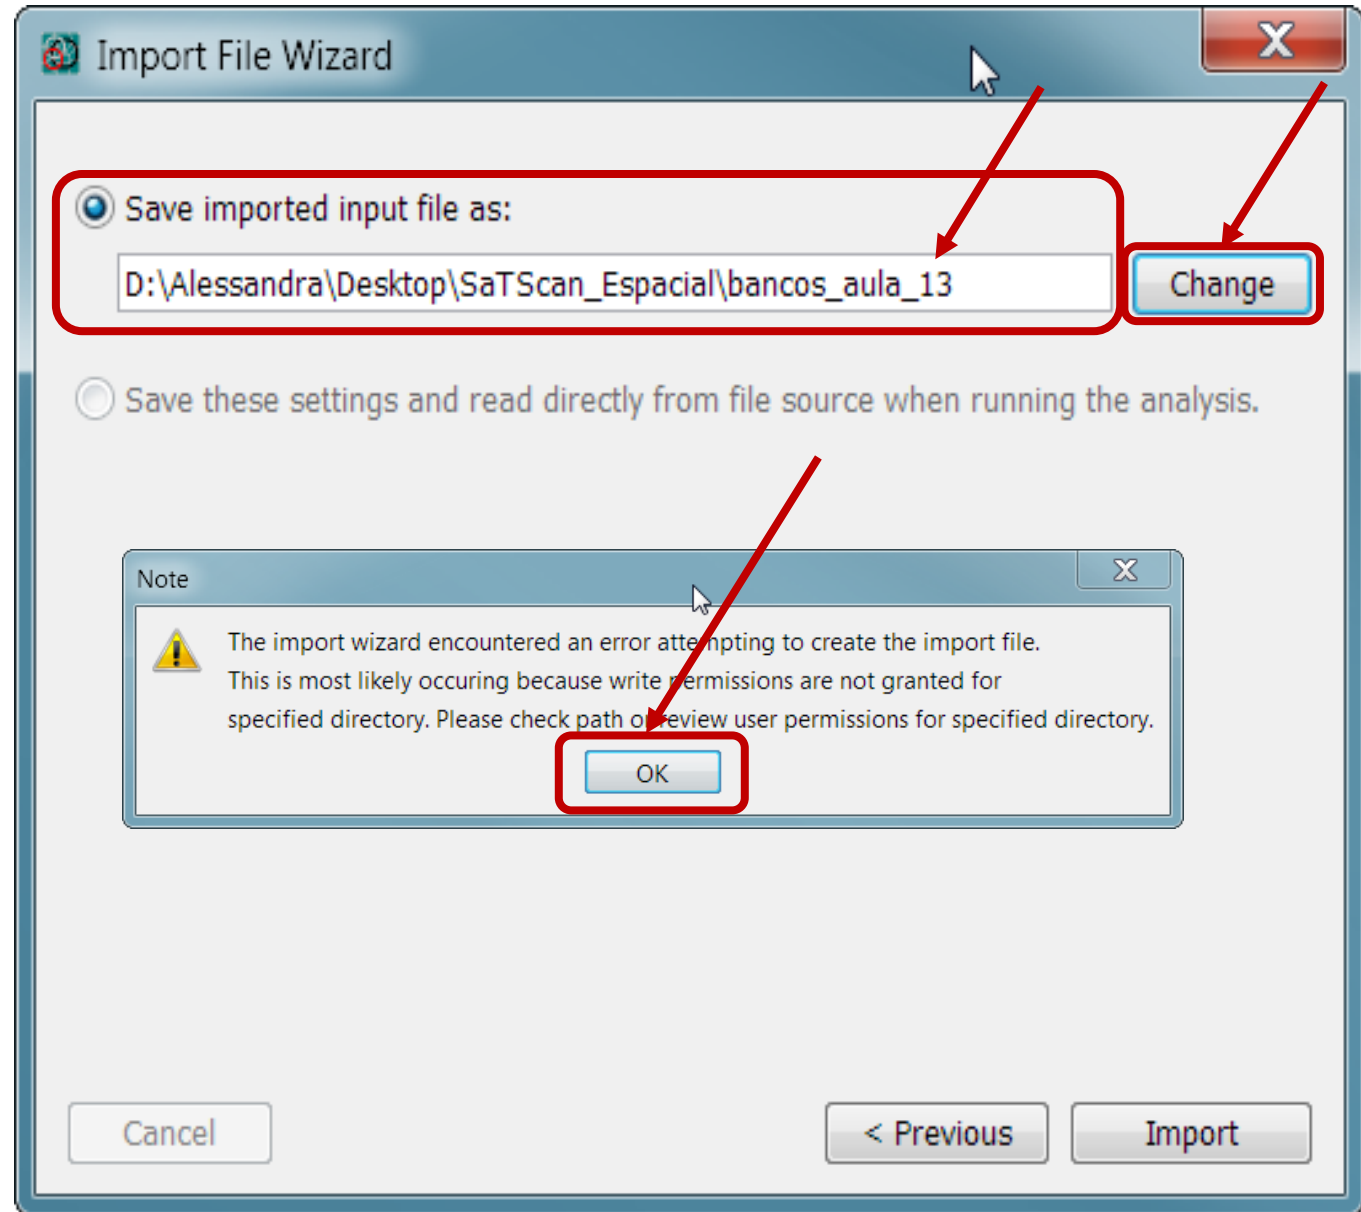 Import File Wizard
Save imported input file as:
D:\Alessandra\Desktop\SaTScan_Espacial\bancos_aula_13
Change
Save these settings and read directly from file source when running the analysis.
Note
The import wizard encountered an error attempting to create the import file.
This is most likely occuring because write permissions are not granted for
specified directory. Please check path or review user permissions for specified directory.
OK
Cancel
< Previous
Import